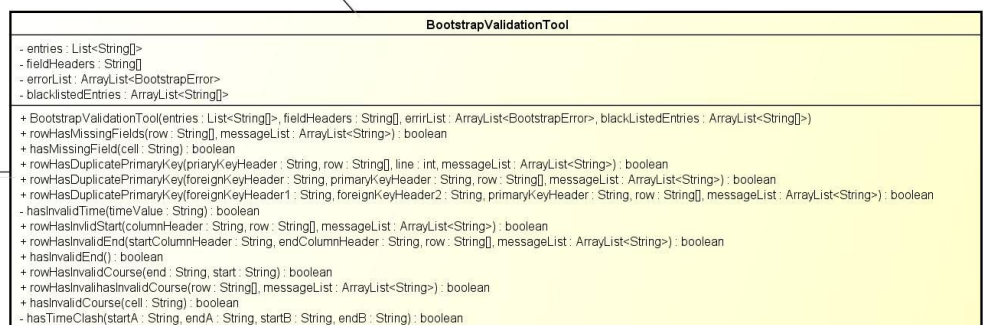 BootstrapValidationTool
- entries : List<String[]>
- fieldHeaders : String[]
- errorList : ArrayList<BootstrapError>
- blacklistedEntries : ArrayList<String[]>
+ BootstrapValidationTool(entries : List<String[]>, fieldHeaders : String[], errirList : ArrayList<BootstrapError>, blackListedEntries : ArrayList<String[]>)
+ rowHasMissingFields(row : String[], messageList : ArrayList<String>) : boolean
+ hasMissingField(cell : String) : boolean
+ rowHasDuplicatePrimaryKey(priaryKeyHeader : String, row : String[], line : int, messageList : ArrayList<String>) : boolean
+ rowHasDuplicatePrimaryKey(foreignKeyHeader : String, primaryKeyHeader : String, row : String[], messageList : ArrayList<String>) : boolean
+ rowHasDuplicatePrimaryKey(foreignKeyHeader1 : String, foreignKeyHeader2 : String, primaryKeyHeader : String, row : String[], messageList : ArrayList<String>) : boolean
- hasInvalidTime(timeValue : String) : boolean
+ rowHasInvlidStart(columnHeader : String, row : String[], messageList : ArrayList<String>) : boolean
+ rowHasInvalidEnd(startColumnHeader : String, endColumnHeader : String, row : String[], messageList : ArrayList<String>) : boolean
+ hasInvalidEnd() : boolean
+ rowHasInvalidCourse(end : String, start : String) : boolean
+ rowHasInvalihasInvalidCourse(row : String[], messageList : ArrayList<String>) : boolean
+ hasInvalidCourse(cell : String) : boolean
- hasTimeClash(startA : String, endA : String, startB : String, endB : String) : boolean